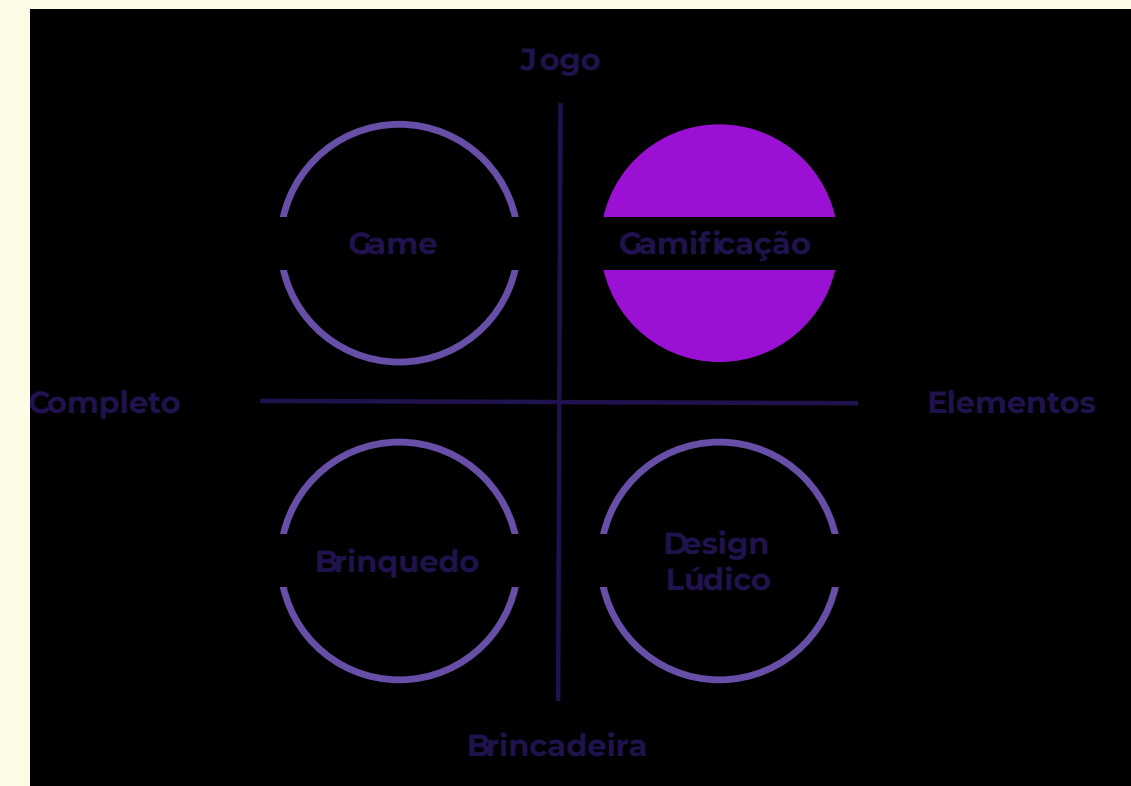 Jogo
Game
Gamificação
Completo
Elementos
Brinquedo
Design
Lúdico
Brincadeira